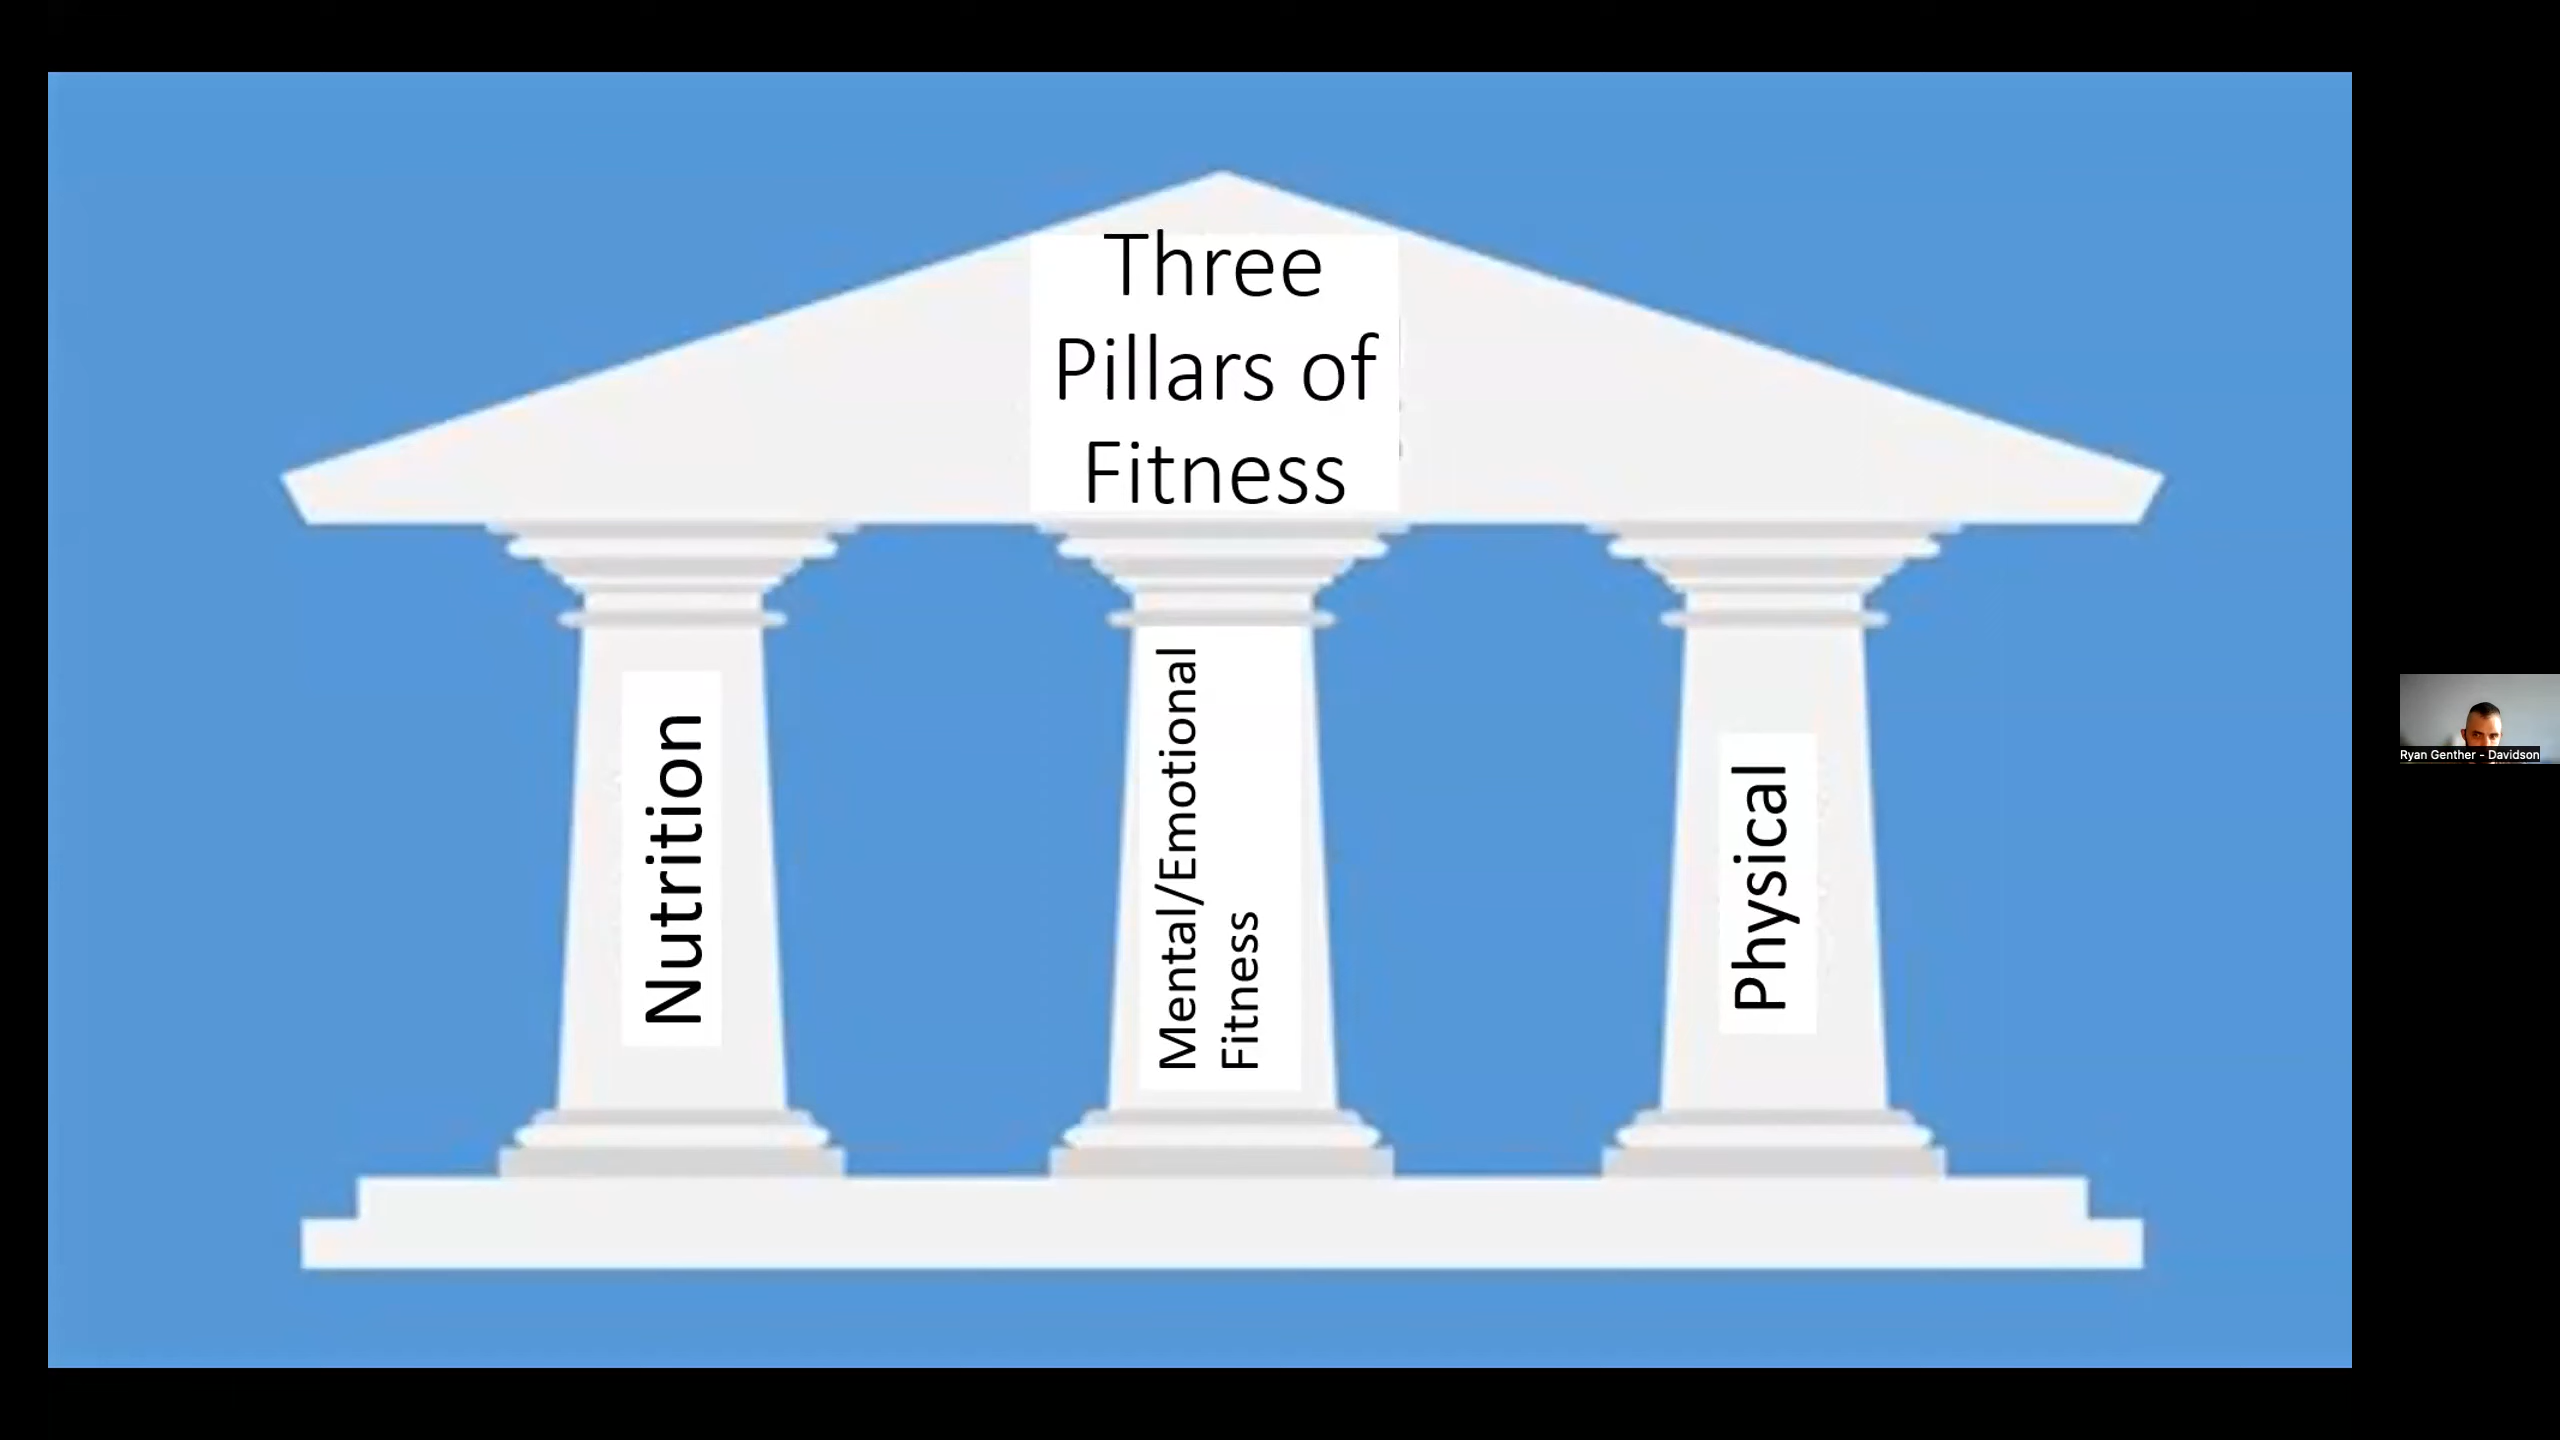 Three
Pillars of
Fitness
Nutrition
Mental/Emotional
Fitness
Physical
Ryan Genther - Davidson